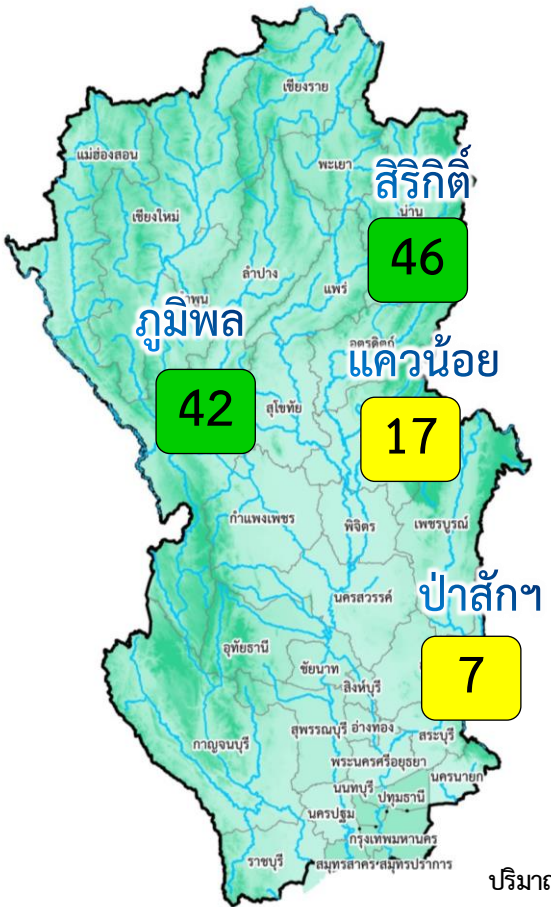 เชียงราย
แม่ฮ่องสอน
พะเยา
สิริกิติ์
น่าน
เชียงใหม่
46
ลำปาง
แพร่
ลำพูน
ภูมิพล
อุตรดิตถ์
แควน้อย
42
สุโขทัย
17
กำแพงเพชร
พิจิตร
เพชรบูรณ์
นครสวรรค์
ป่าสักฯ
อุทัยธานี
ชัยนาท
7
สิงห์บุรี
สุพรรณบุรี อ่างทอง
สระบุรี
กาญจนบุรี
พระนครศรีอยุธยา
นครนายก
นนทบุรี
ปทุมธานี
นครปฐม
กรุงเทพมหานคร
ราชบุรี
สมุทรสาคร สมุทรปราการ